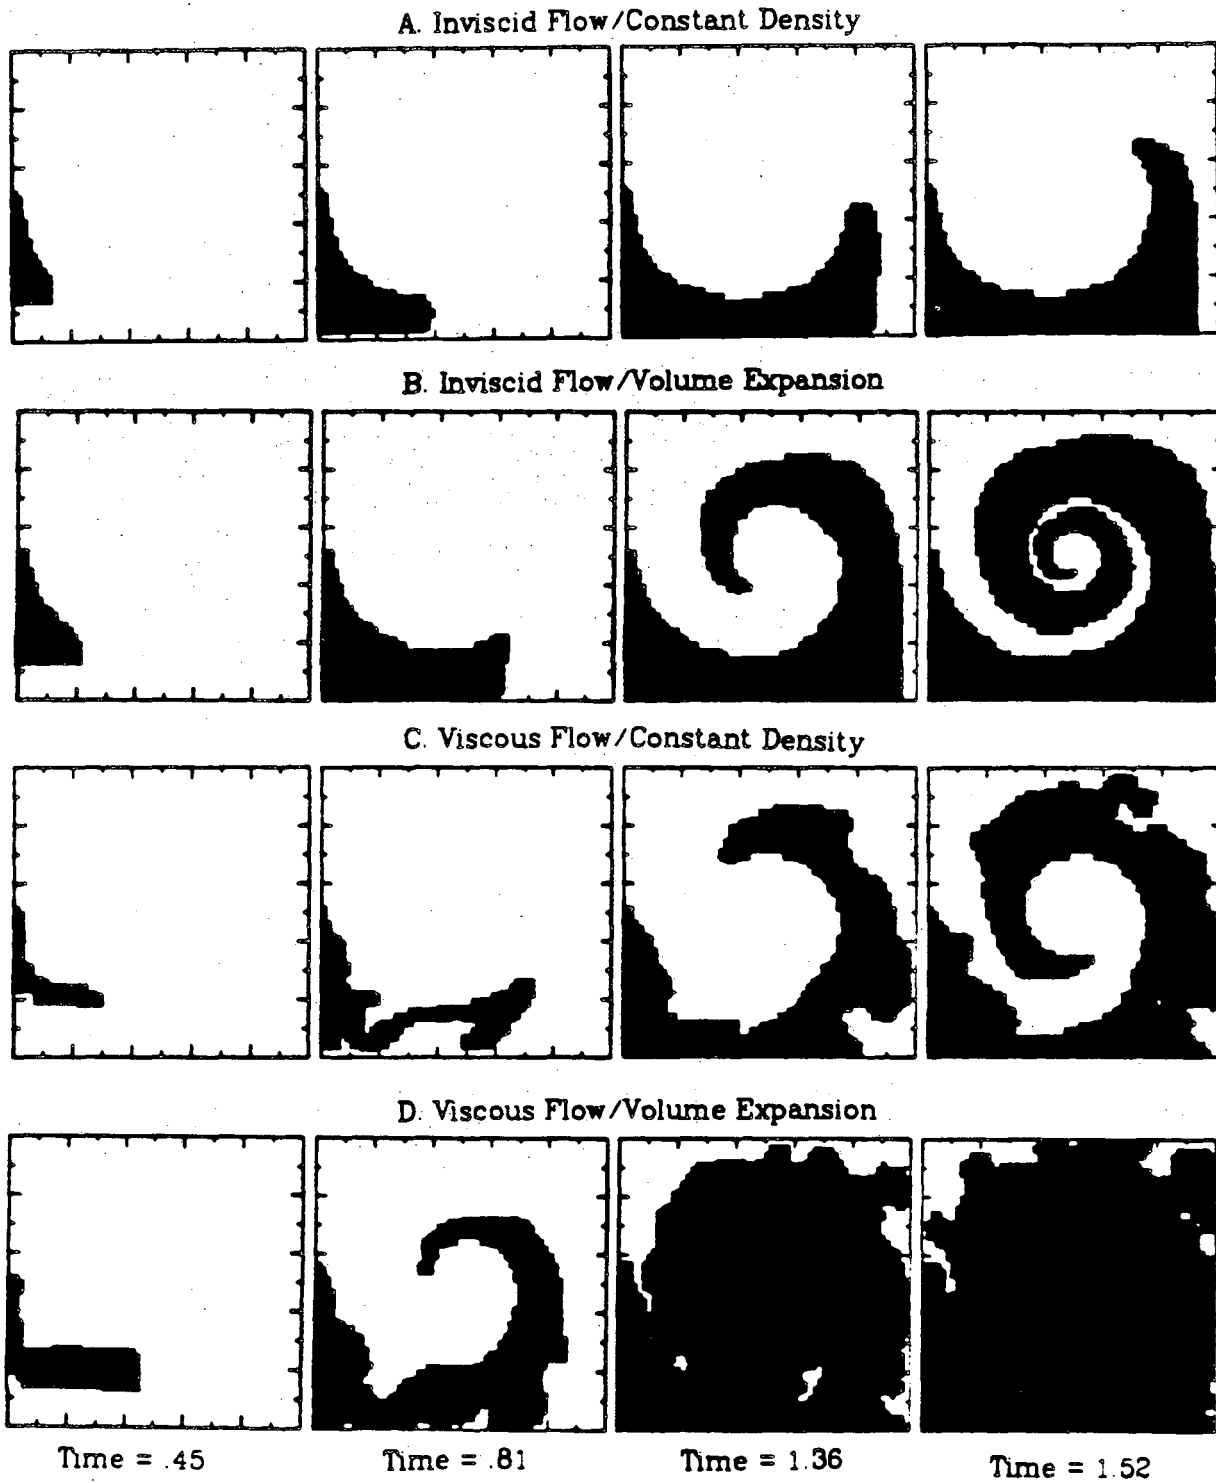 A. Inviscid Flow/Constant Density
B. Inviscid Flow/Volume Expansion
C. Viscous Flow/Constant Density
D. Viscous Flow/Volume Expansion
Time = .45
Time = .81
Time = 1.36
Time = 1.52